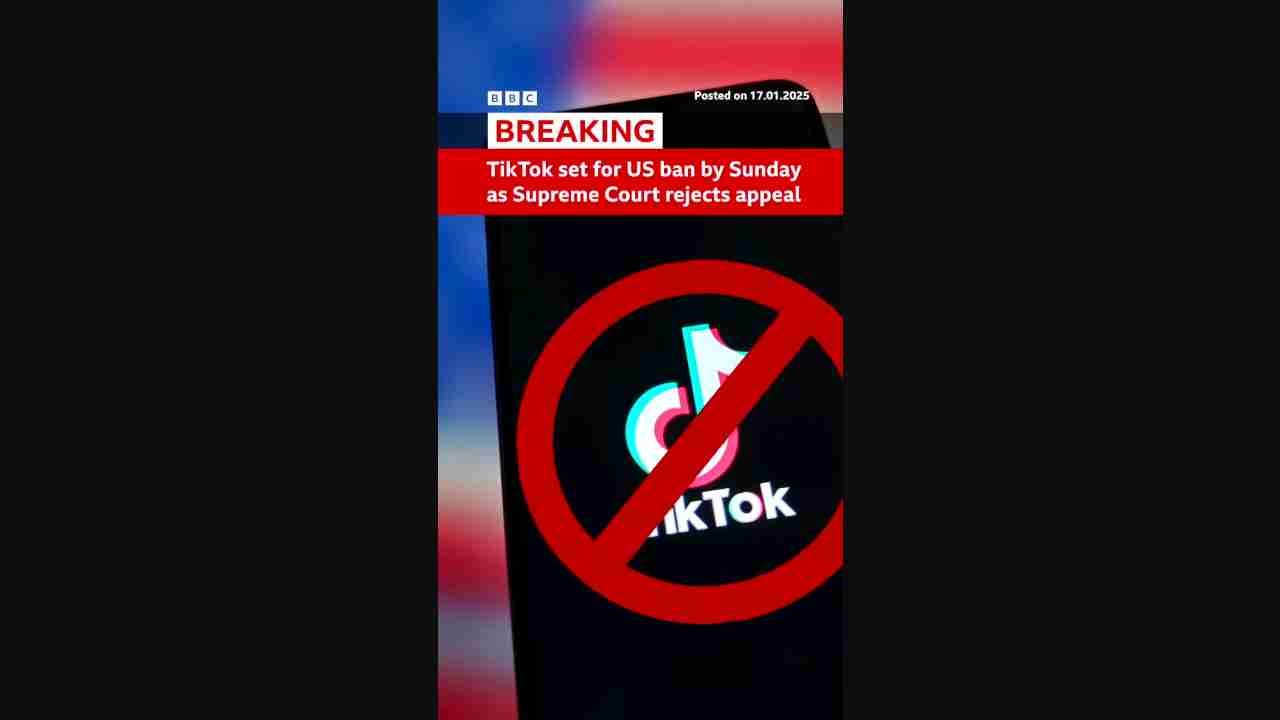 BBC
Posted on 17.01.2025
BREAKING
TikTok set for US ban by Sunday
as Supreme Court rejects appeal
TikTok